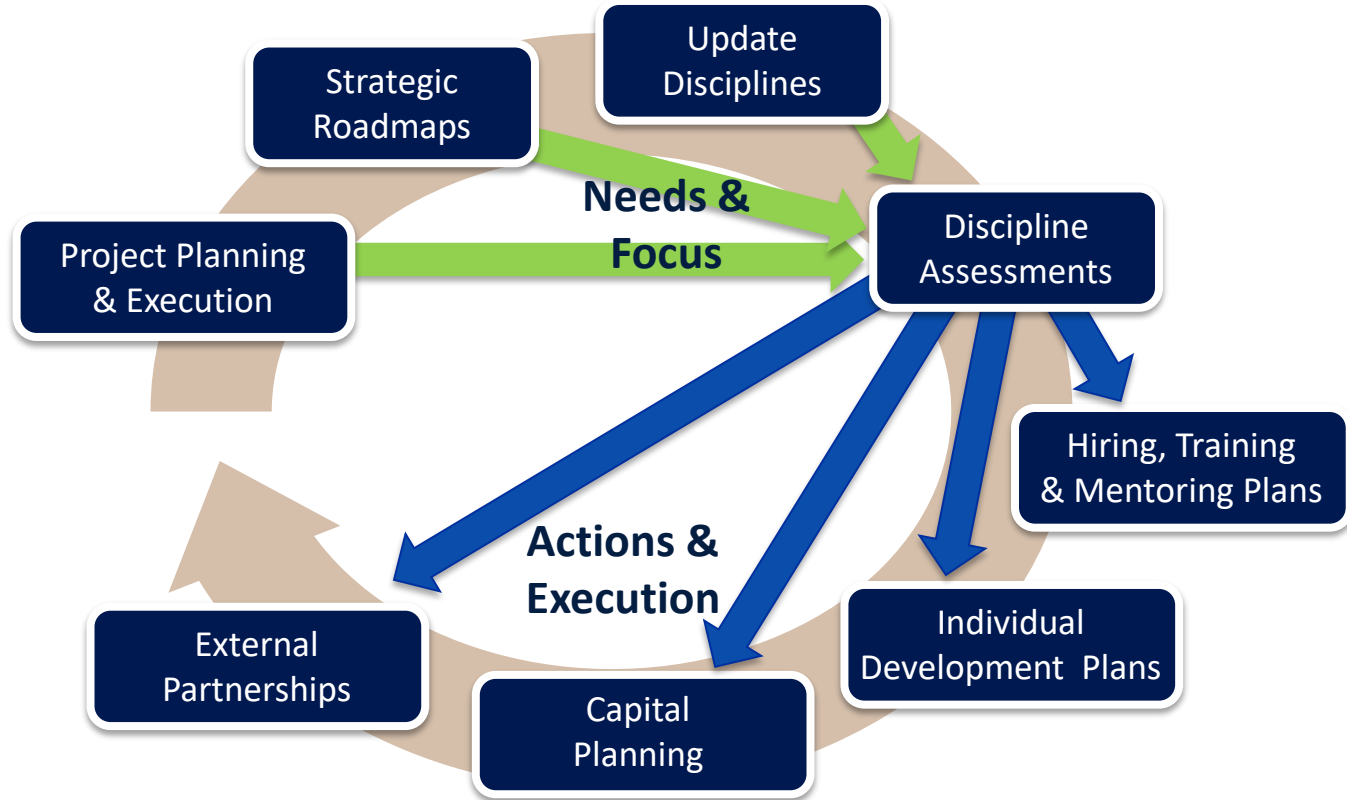 Update
Disciplines
Strategic
Roadmaps
Needs &
Focus
Discipline
Assessments
Project Planning
& Execution
Hiring, Training
& Mentoring Plans
Actions &
Execution
Individual
Development  Plans
External
Partnerships
Capital
Planning